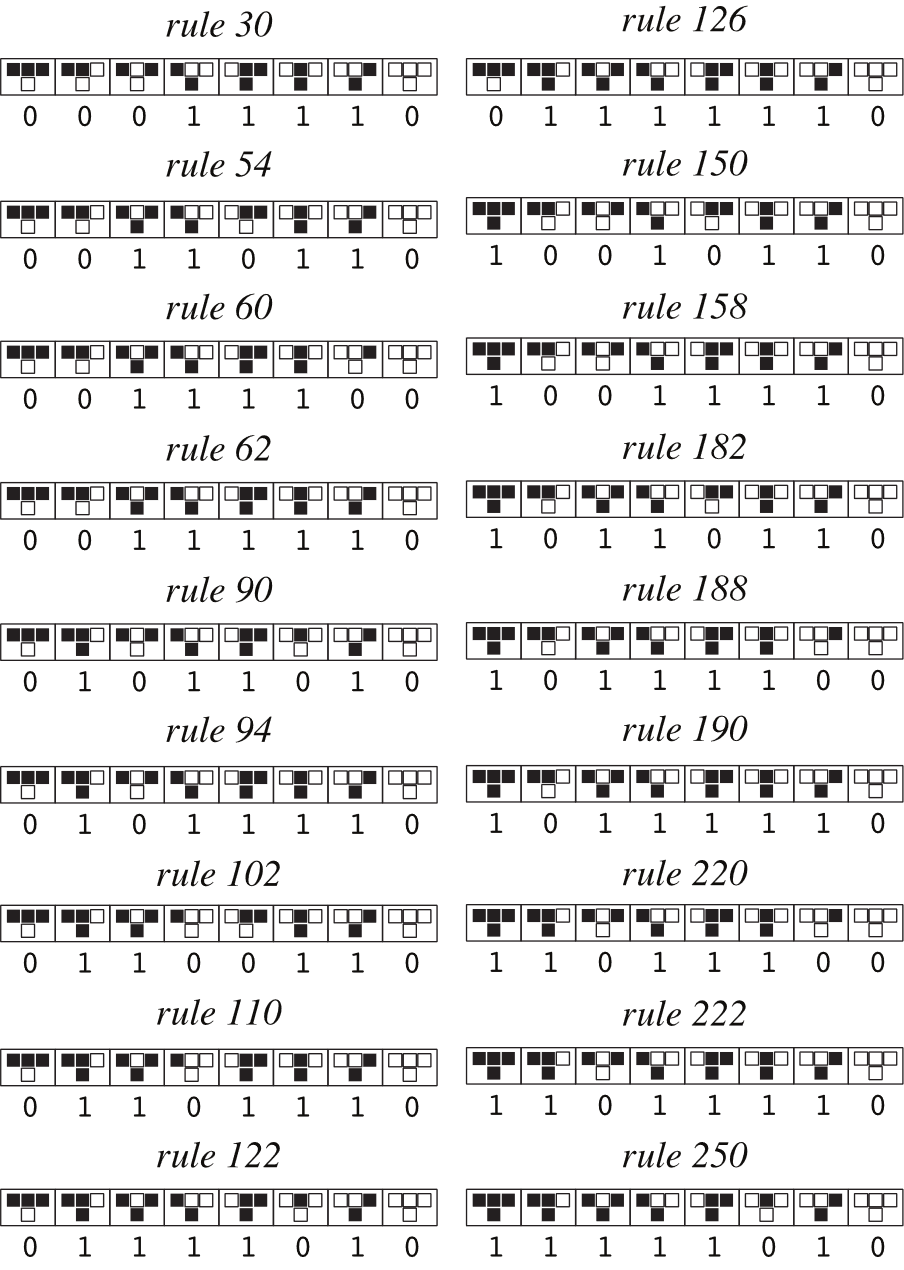 rule 30
0 0 0 1 1 1 1 0
rule 54
0 0 1 1 0 1 1 0
rule 60
0 0 1 1 1 1 0 0
rule 62
0 0 1 1 1 1 1 0
rule 90
0 1 0 1 1 0 1 0
rule 94
0 1 0 1 1 1 1 0
rule 102
0 1 1 0 0 1 1 0
rule 110
0 1 1 0 1 1 1 0
rule 122
0 1 1 1 1 0 1 0
rule 126
0 1 1 1 1 1 1 0
rule 150
1 0 0 1 0 1 1 0
rule 158
1 0 0 1 1 1 1 0
rule 182
1 0 1 1 0 1 1 0
rule 188
1 0 1 1 1 1 0 0
rule 190
1 0 1 1 1 1 1 0
rule 220
1 1 0 1 1 1 0 0
rule 222
1 1 0 1 1 1 1 0
rule 250
1 1 1 1 1 0 1 0